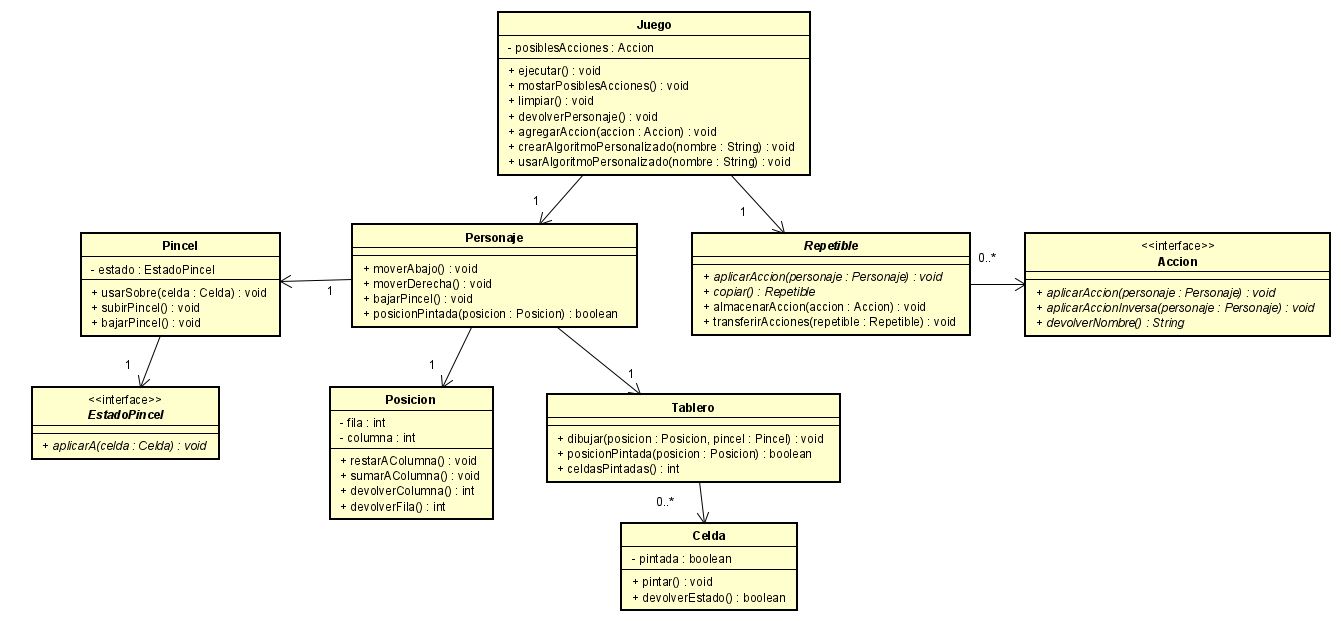 Juego
- posiblesAcciones : Accion
+ ejecutar() : void
+ mostarPosiblesAcciones() : void
+ limpiar() : void
+ devolverPersonaje() : void
+ agregarAccion(accion : Accion) : void
+ crearAlgoritmoPersonalizado(nombre : String) : void
+ usarAlgoritmoPersonalizado(nombre : String) : void
1
1
Pincel
- estado : EstadoPincel
+ usarSobre(celda : Celda) : void
+ subirPincel() : void
+ bajarPincel() : void
1
Personaje
+ moverAbajo() : void
+ moverDerecha() : void
+ bajarPincel() : void
+ posicionPintada(posicion : Posicion) : boolean
Repetible
+ aplicarAccion(personaje : Personaje) : void
+ copiar() : Repetible
+ almacenarAccion(accion : Accion) : void
+ transferirAcciones(repetible : Repetible) : void
0..*
<<interface>>
Accion
+ aplicarAccion(personaje : Personaje) : void
+ aplicarAccionInversa(personaje : Personaje) : void
+ devolverNombre() : String
1
1
1
<<interface>>
EstadoPincel
+ aplicarA(celda : Celda) : void
Posicion
- fila : int
- columna : int
+ restarAColumna() : void
+ sumarAColumna() : void
+ devolverColumna() : int
+ devolverFila() : int
Tablero
+ dibujar(posicion : Posicion, pincel : Pincel) : void
+ posicionPintada(posicion : Posicion) : boolean
+ celdasPintadas() : int
0..*
Celda
- pintada : boolean
+ pintar() : void
+ devolverEstado() : boolean